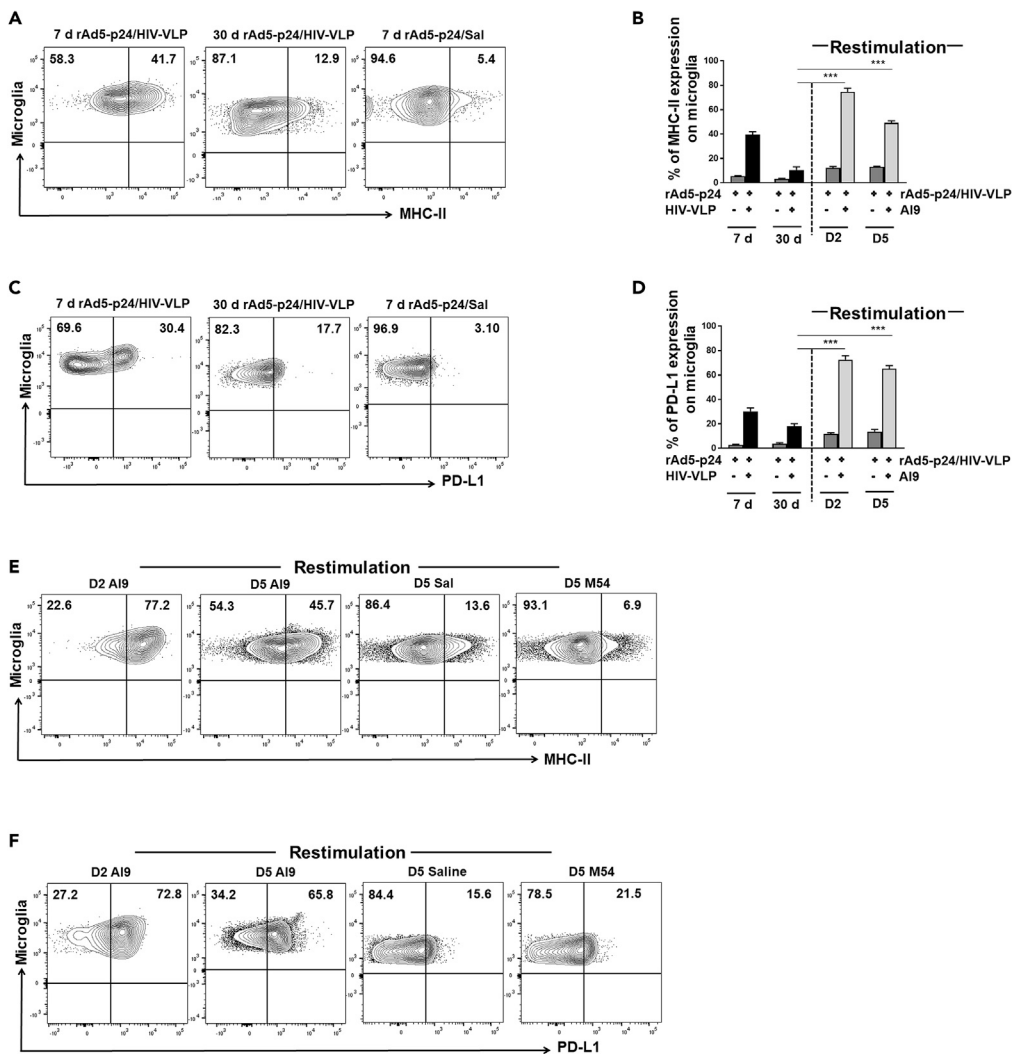 A
7 d rAd5-p24/HIV-VLP
30 d rAd5-p24/HIV-VLP
7 d rAd5-p24/Sal
58.3 41.7
87.1 12.9
94.6 5.4
Microglia
MHC-II
B
Restimulation
***
***
% of MHC-II expression
on microglia
100
80
60
40
20
0
rAd5-p24 + + + + + + + + rAd5-p24/HIV-VLP
HIV-VLP - + - + - + - + AI9
7 d 30 d D2 D5
C
7 d rAd5-p24/HIV-VLP
30 d rAd5-p24/HIV-VLP
7 d rAd5-p24/Sal
69.6 30.4
82.3 17.7
96.9 3.10
Microglia
PD-L1
D
Restimulation
***
***
% of PD-L1 expression
on microglia
100
80
60
40
20
0
rAd5-p24 + + + + + + + + rAd5-p24/HIV-VLP
HIV-VLP - + - + - + - + AI9
7 d 30 d D2 D5
E
Restimulation
D2 AI9
D5 AI9
D5 Sal
D5 M54
22.6 77.2
54.3 45.7
86.4 13.6
93.1 6.9
Microglia
MHC-II
F
Restimulation
D2 AI9
D5 AI9
D5 Saline
D5 M54
27.2 72.8
34.2 65.8
84.4 15.6
78.5 21.5
Microglia
PD-L1